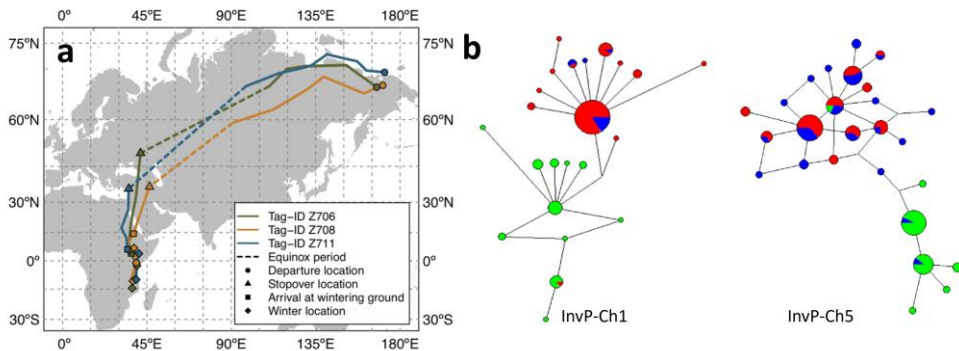 0° 45°E 90°E 135°E 180°E
a
b
75°N
60°N
30°N
0°
30°S
Tag-ID Z706
Tag-ID Z708
Tag-ID Z711
Equinox period
Departure location
Stopover location
Arrival at wintering ground
Winter location
0° 45°E 90°E 135°E 180°E
75°N
60°N
30°N
0°
30°S
InvP-Ch1
InvP-Ch5